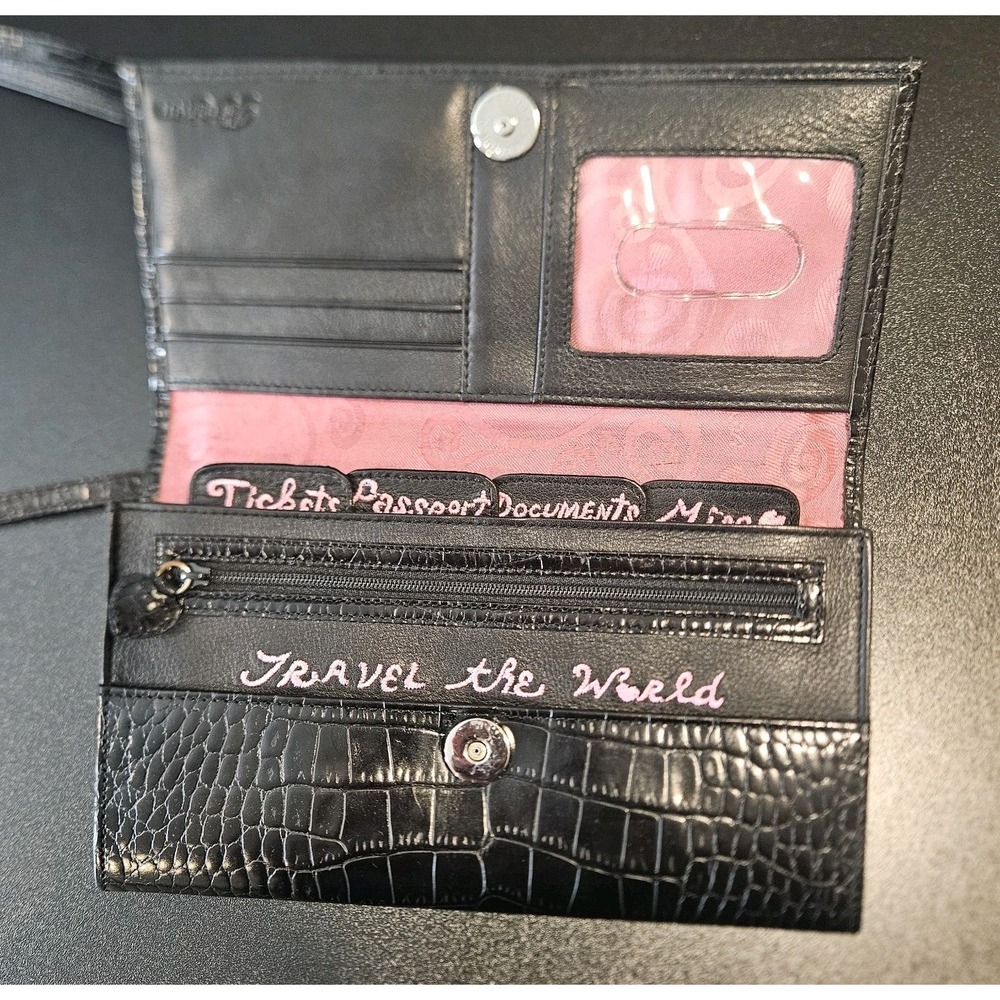 Tickets Passport DOCUMENTS Misc
TRAVEL the World